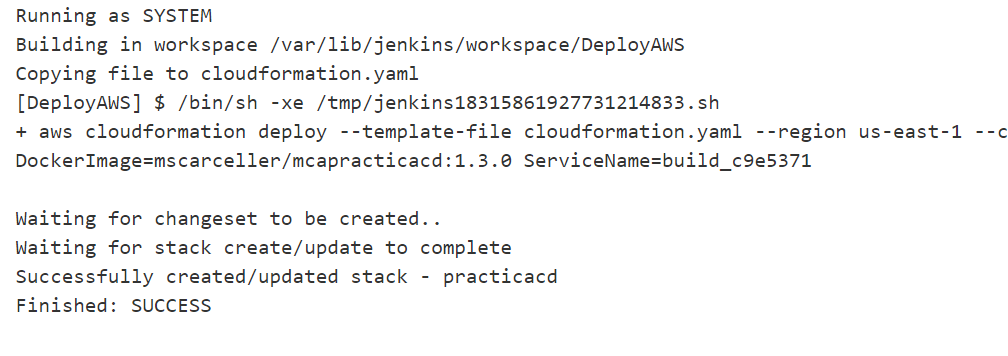 Running as SYSTEM
Building in workspace /var/lib/jenkins/workspace/DeployAWS
Copying file to cloudformation.yaml
[DeployAWS] $ /bin/sh -xe /tmp/jenkins18315861927731214833.sh
+ aws cloudformation deploy --template-file cloudformation.yaml --region us-east-1 --c
DockerImage=mscarceller/mcapracticacd:1.3.0 ServiceName=build_c9e5371
Waiting for changeset to be created..
Waiting for stack create/update to complete
Successfully created/updated stack - practicacd
Finished: SUCCESS